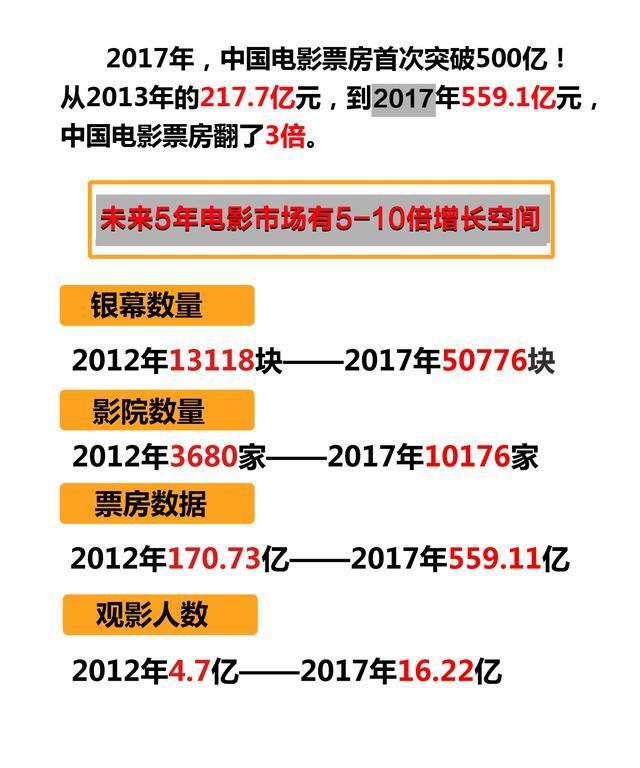 2017年，中国电影票房首次突破500亿！
从2013年的217.7亿元，到2017年559.1亿元，
中国电影票房翻了3倍。
未来5年电影市场有5-10倍增长空间
银幕数量
2012年13118块——2017年50776块
影院数量
2012年3680家——2017年10176家
票房数据
2012年170.73亿——2017年559.11亿
观影人数
2012年4.7亿——2017年16.22亿